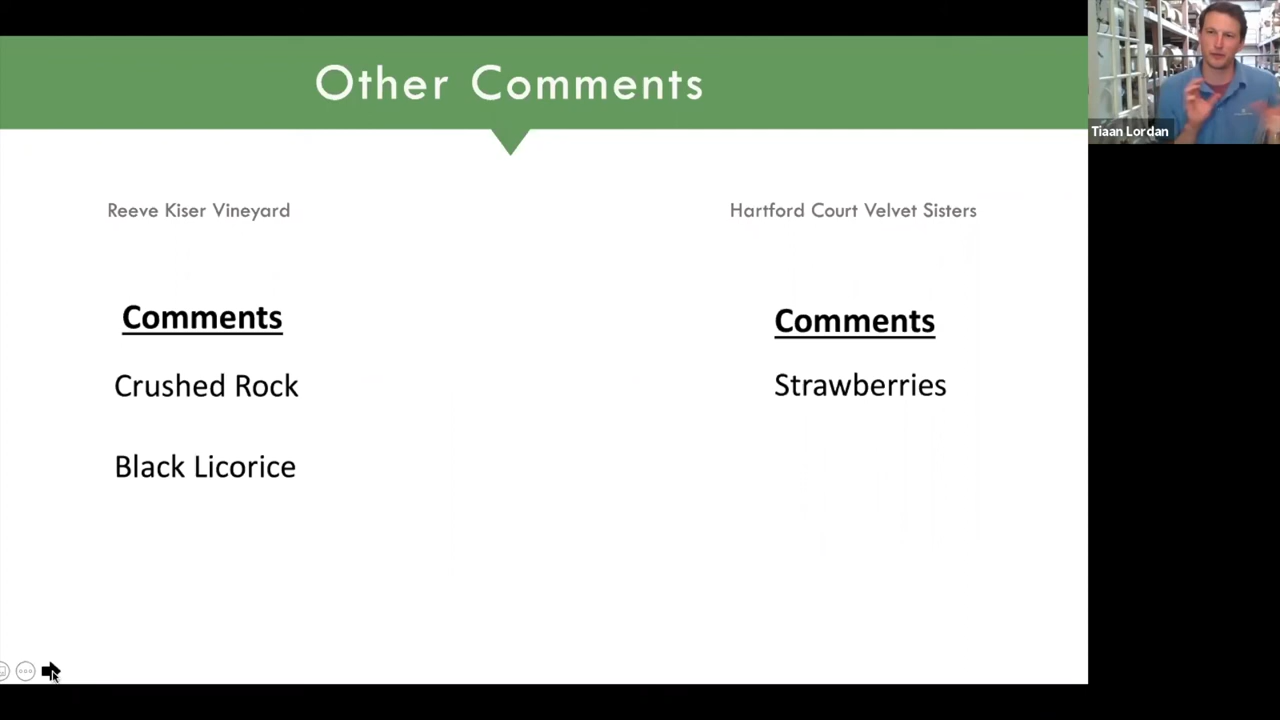 Other Comments
Tiaan Lordan
Reeve Kiser Vineyard
Hartford Court Velvet Sisters
Comments
Comments
Crushed Rock
Strawberries
Black Licorice